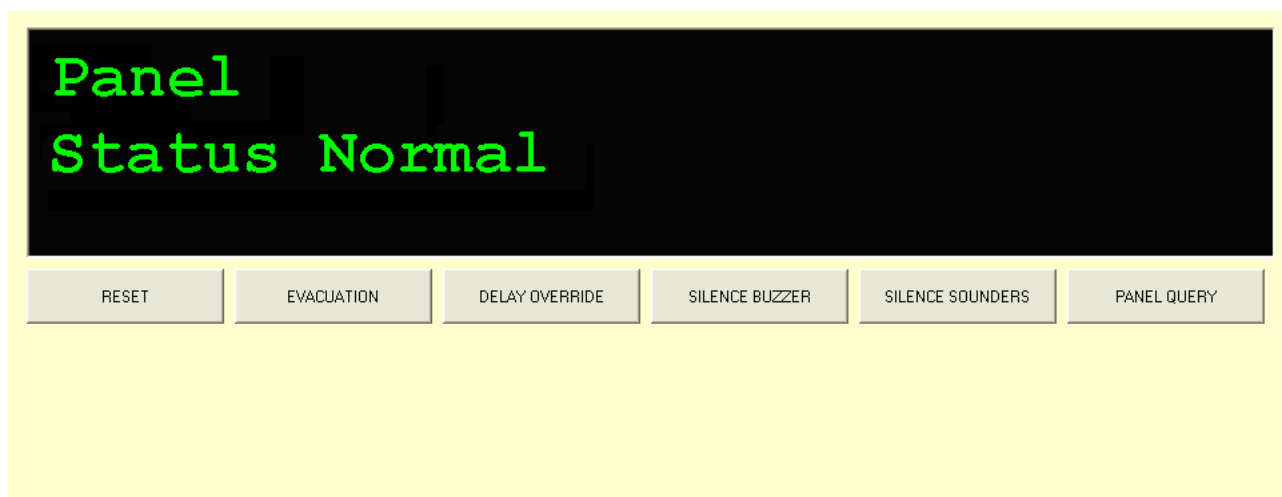 Panel
Status Normal
RESET EVACUATION DELAY OVERRIDE SILENCE BUZZER SILENCE SOUNDERS PANEL QUERY